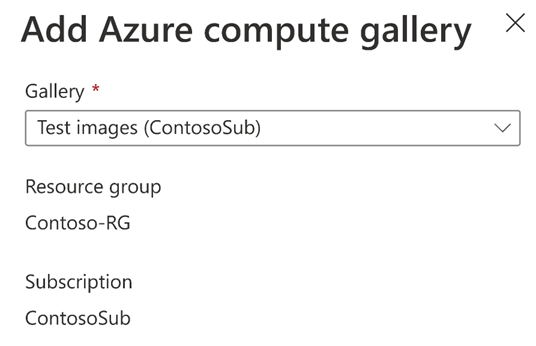 Add Azure compute gallery
Gallery *
Test images (ContosoSub)
Resource group
Contoso-RG
Subscription
ContosoSub